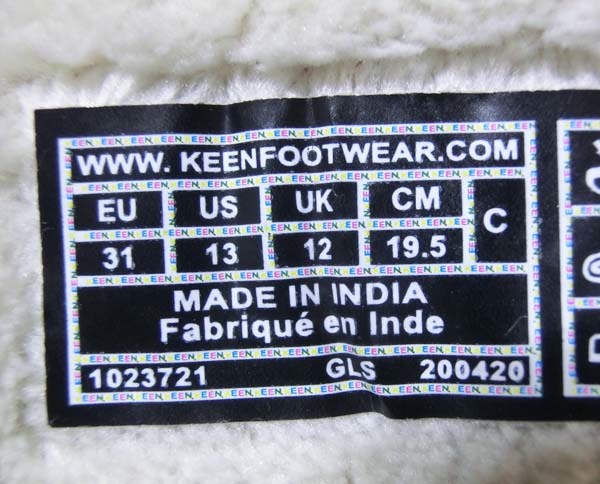 WWW. KEENFOOTWEAR.COM
EU US UK CM C
31 13 12 19.5
MADE IN INDIA
Fabriqué en Inde
1023721 GLS 200420